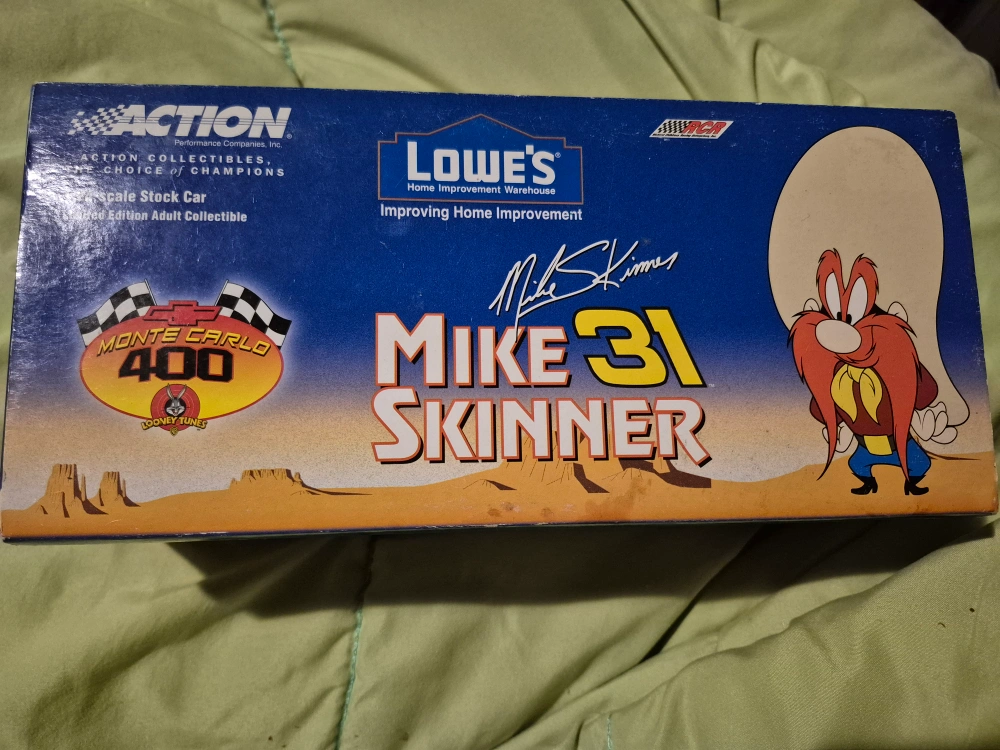 ACTION®
Performance Companies, Inc.
ACTION COLLECTIBLES,
THE CHOICE of CHAMPIONS
scale Stock Car
Edition Adult Collectible
LOWE'S®
Home Improvement Warehouse
Improving Home Improvement
RCR
Mike Skinner
MIKE 31
SKINNER
MONTE CARLO
400
LOONEY TUNES